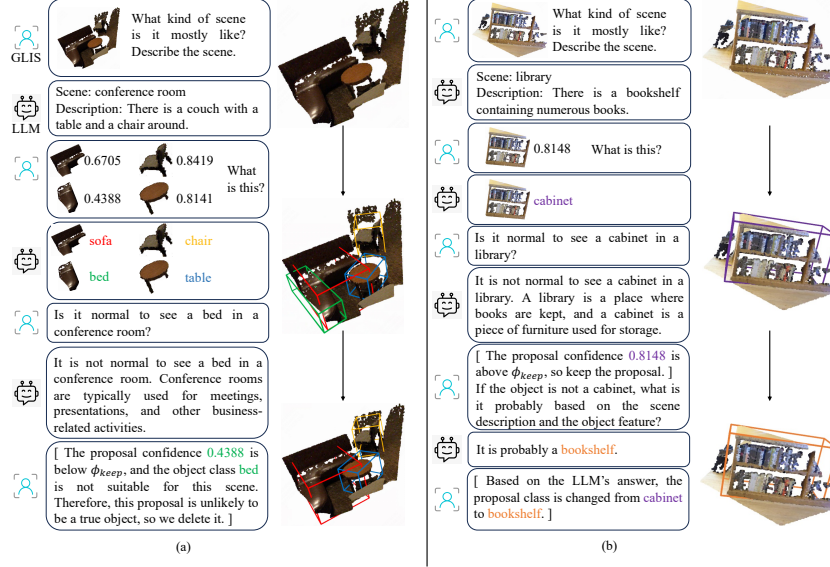 What kind of scene
is it mostly like?
Describe the scene.
GLIS
Scene: conference room
Description: There is a couch with a
table and a chair around.
LLM
0.6705
0.8419
What
is this?
0.4388
0.8141
sofa
chair
bed
table
Is it normal to see a bed in a
conference room?
It is not normal to see a bed in a
conference room. Conference rooms
are typically used for meetings,
presentations, and other business-
related activities.
[ The proposal confidence 0.4388 is
below ϕkeep, and the object class bed
is not suitable for this scene.
Therefore, this proposal is unlikely to
be a true object, so we delete it. ]
(a)
What kind of scene
is it mostly like?
Describe the scene.
Scene: library
Description: There is a bookshelf
containing numerous books.
0.8148 What is this?
cabinet
Is it normal to see a cabinet in a
library?
It is not normal to see a cabinet in a
library. A library is a place where
books are kept, and a cabinet is a
piece of furniture used for storage.
[ The proposal confidence 0.8148 is
above ϕkeep, so keep the proposal. ]
If the object is not a cabinet, what is
it probably based on the scene
description and the object feature?
It is probably a bookshelf.
[ Based on the LLM's answer, the
proposal class is changed from cabinet
to bookshelf. ]
(b)